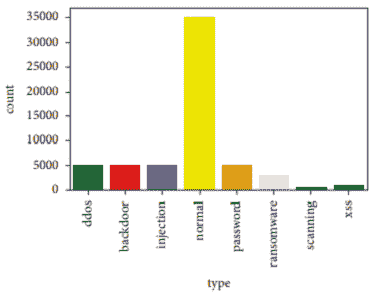 35000
30000
25000
20000
15000
10000
5000
0
count
ddos
backdoor
injection
normal
password
ransomware
scanning
xss
type